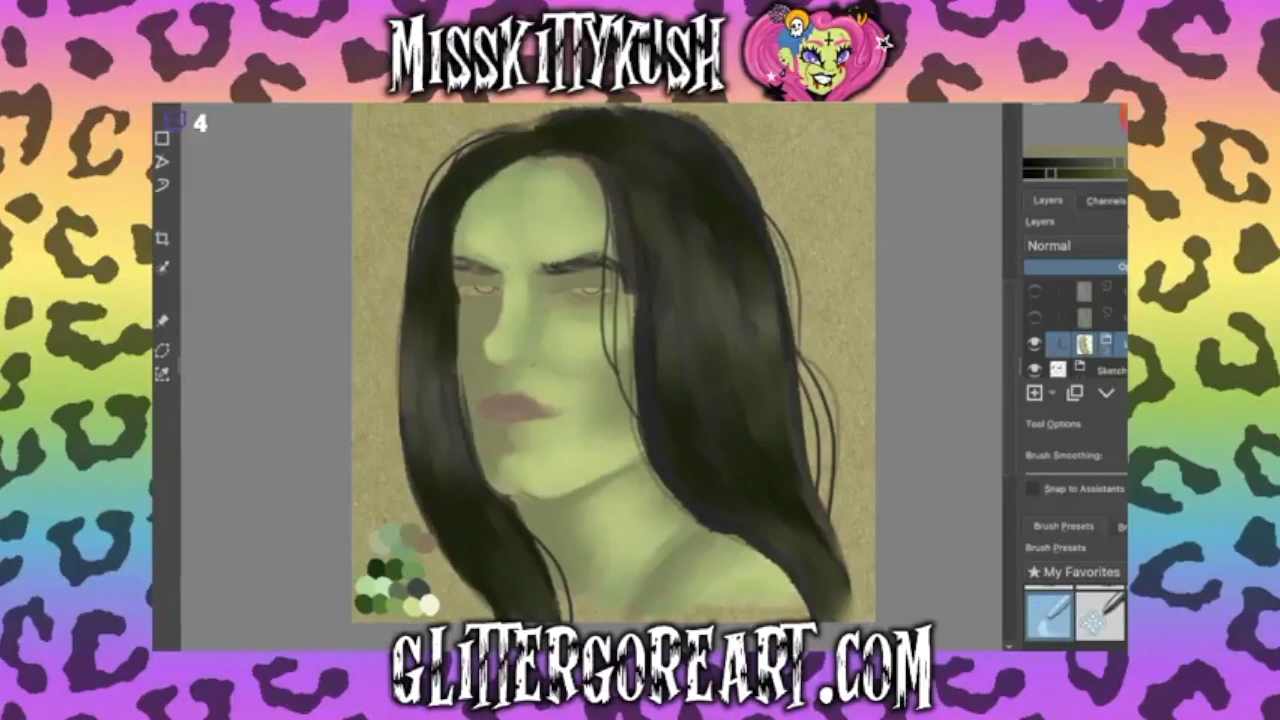 MISSKITTYKUSH
4
Layers Channels
Layers
Normal
Sketch
Tool Options
Brush Smoothing:
Snap to Assistants
Brush Presets
Brush Presets
★ My Favorites
GLITTERGOREART.COM